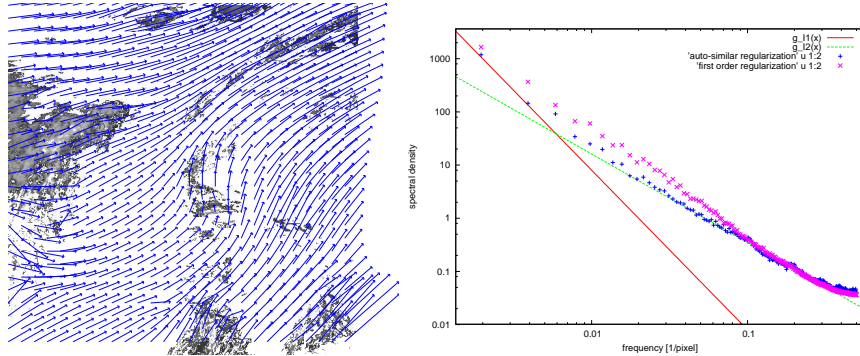 g_l1(x)
g_l2(x)
'auto-similar regularization' u 1:2
'first order regularization' u 1:2
1000
100
10
1
0.1
0.01
spectral density
0.01
0.1
frequency [1/pixel]